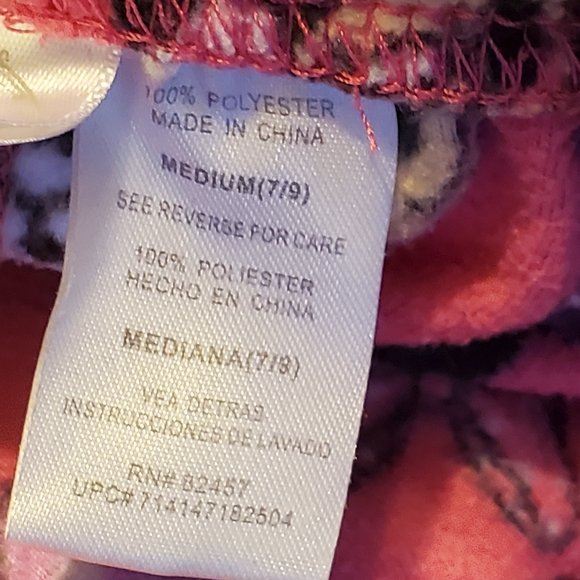 100% POLYESTER
MADE IN CHINA
MEDIUM(7/9)
SEE REVERSE FOR CARE
100% POLIESTER
HECHO EN CHINA
MEDIANA(7/9)
VEA DETRAS
INSTRUCCIONES DE LAVADO
RN# 82457
UPC# 714147182504